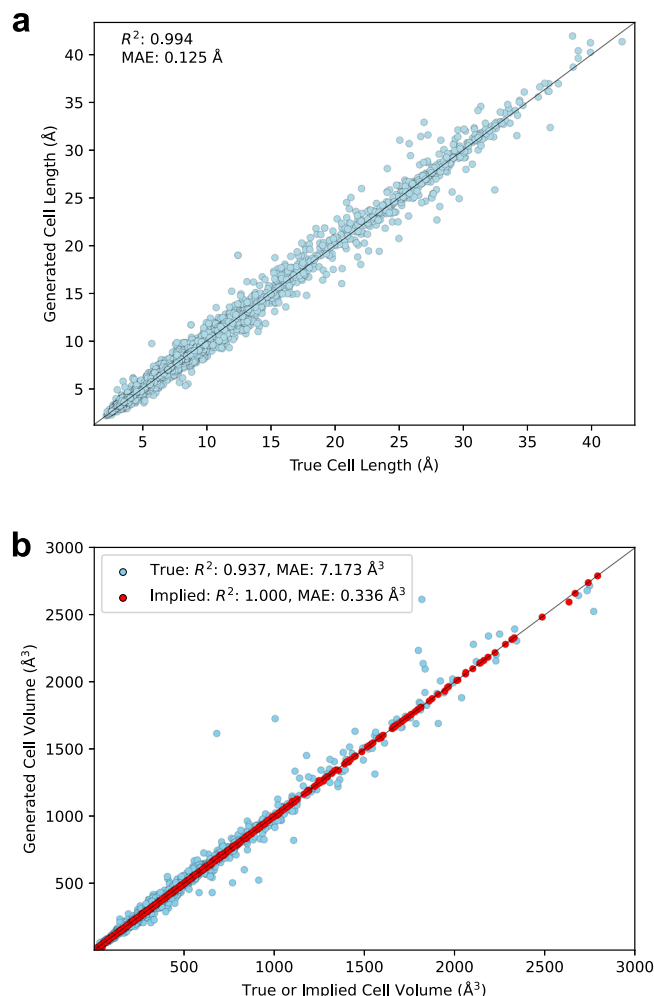 a
R²: 0.994
MAE: 0.125 Å
40
35
30
25
20
15
10
5
Generated Cell Length (Å)
5 10 15 20 25 30 35 40
True Cell Length (Å)
b
True: R²: 0.937, MAE: 7.173 Å³
Implied: R²: 1.000, MAE: 0.336 Å³
3000
2500
2000
1500
1000
500
Generated Cell Volume (Å³)
500 1000 1500 2000 2500 3000
True or Implied Cell Volume (Å³)